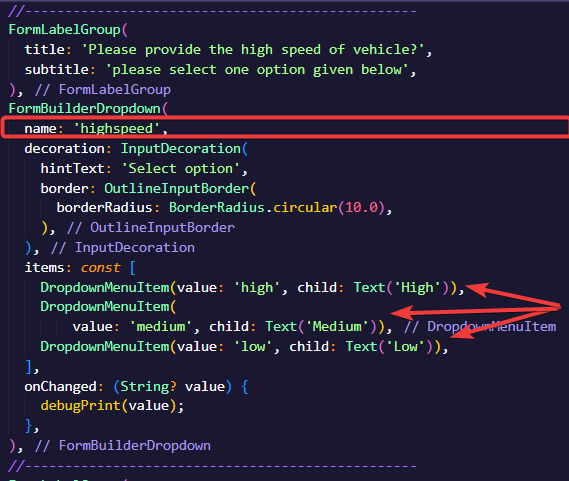 //------------------------------------------------
FormLabelGroup(
title: 'Please provide the high speed of vehicle?',
subtitle: 'please select one option given below',
), // FormLabelGroup
FormBuilderDropdown(
name: 'highspeed',
decoration: InputDecoration(
hintText: 'Select option',
border: OutlineInputBorder(
borderRadius: BorderRadius.circular(10.0),
), // OutlineInputBorder
), // InputDecoration
items: const [
DropdownMenuItem(value: 'high', child: Text('High')),
DropdownMenuItem(
value: 'medium', child: Text('Medium')), // DropdownMenuItem
DropdownMenuItem(value: 'low', child: Text('Low')),
],
onChanged: (String? value) {
debugPrint(value);
},
), // FormBuilderDropdown
//------------------------------------------------